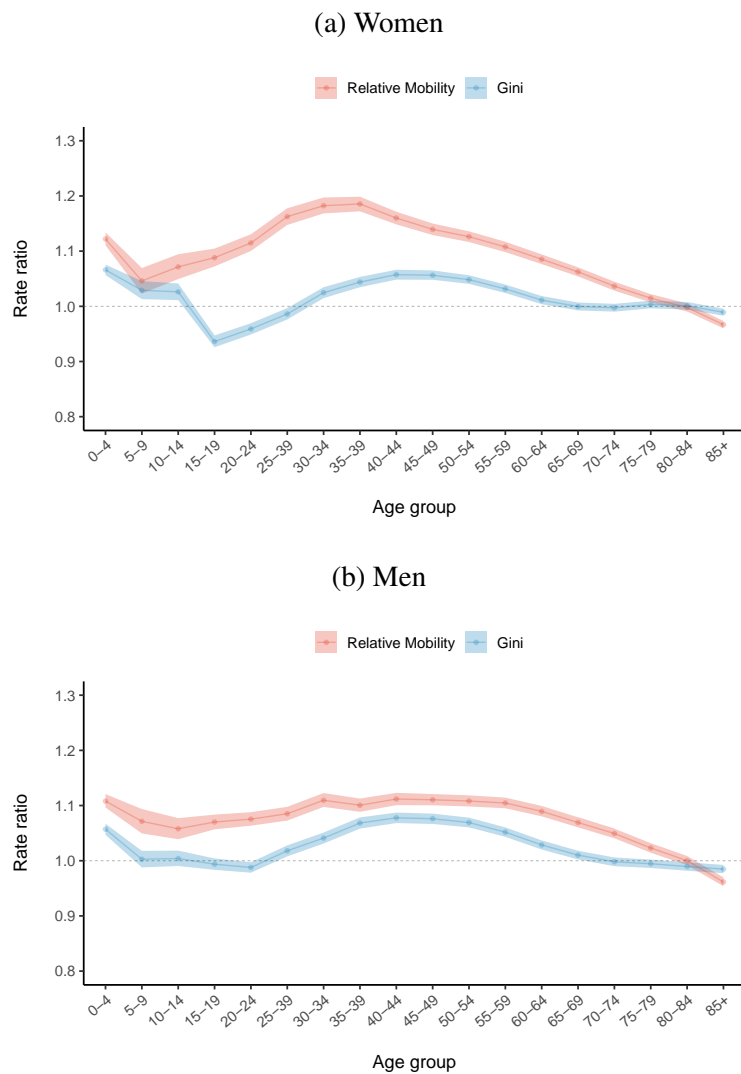 (a) Women
Relative Mobility Gini
1.3
1.2
1.1
1.0
0.9
0.8
Rate ratio
0–4 5–9 10–14 15–19 20–24 25–39 30–34 35–39 40–44 45–49 50–54 55–59 60–64 65–69 70–74 75–79 80–84 85+
Age group
(b) Men
Relative Mobility Gini
1.3
1.2
1.1
1.0
0.9
0.8
Rate ratio
0–4 5–9 10–14 15–19 20–24 25–39 30–34 35–39 40–44 45–49 50–54 55–59 60–64 65–69 70–74 75–79 80–84 85+
Age group